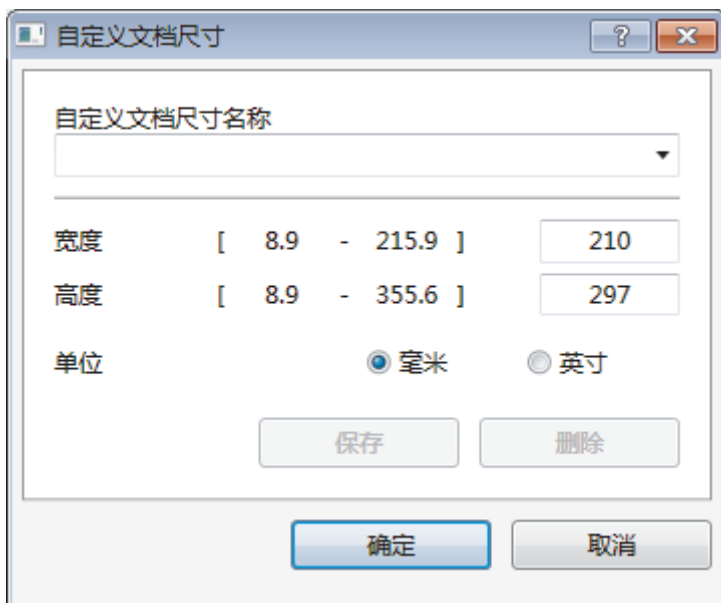 自定义文档尺寸
自定义文档尺寸名称
宽度 [ 8.9 - 215.9 ] 210
高度 [ 8.9 - 355.6 ] 297
单位 毫米 英寸
保存 删除
确定 取消